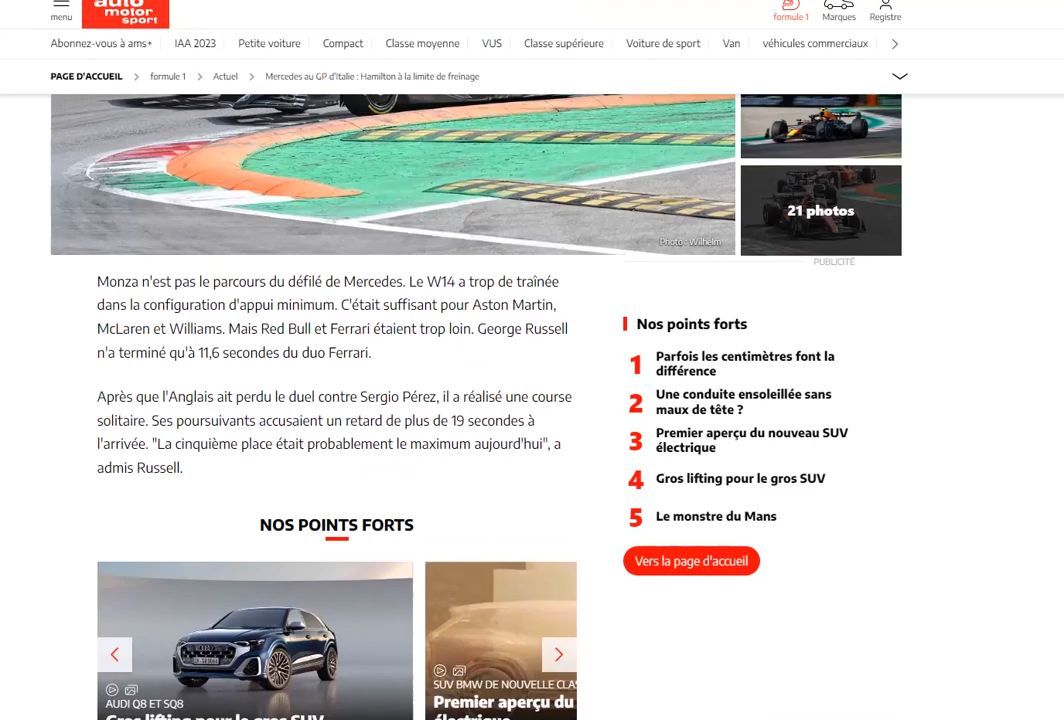 menu
auto
motor
sport
formule 1
Marques
Registre
Abonnez-vous à ams+
IAA 2023
Petite voiture
Compact
Classe moyenne
VUS
Classe supérieure
Voiture de sport
Van
véhicules commerciaux
PAGE D'ACCUEIL
formule 1
Actuel
Mercedes au GP d'Italie : Hamilton à la limite de freinage
21 photos
Photo : Wilhelm
PUBLICITÉ
Monza n'est pas le parcours du défilé de Mercedes. Le W14 a trop de traînée
dans la configuration d'appui minimum. C'était suffisant pour Aston Martin,
McLaren et Williams. Mais Red Bull et Ferrari étaient trop loin. George Russell
n'a terminé qu'à 11,6 secondes du duo Ferrari.
Après que l'Anglais ait perdu le duel contre Sergio Pérez, il a réalisé une course
solitaire. Ses poursuivants accusaient un retard de plus de 19 secondes à
l'arrivée. "La cinquième place était probablement le maximum aujourd'hui", a
admis Russell.
Nos points forts
1 Parfois les centimètres font la
différence
2 Une conduite ensoleillée sans
maux de tête ?
3 Premier aperçu du nouveau SUV
électrique
4 Gros lifting pour le gros SUV
5 Le monstre du Mans
Vers la page d'accueil
NOS POINTS FORTS
AUDI Q8 ET SQ8
Gros lifting pour le gros SUV
SUV BMW DE NOUVELLE CLAS
Premier aperçu du
électrique